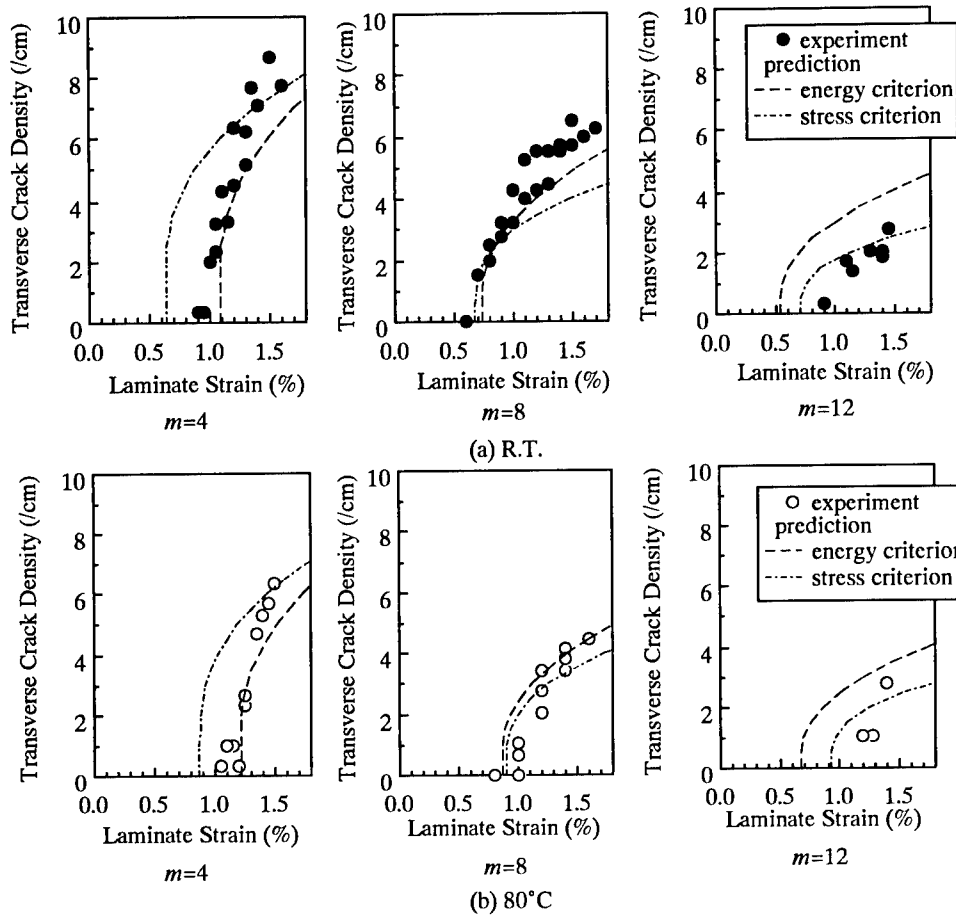 Transverse Crack Density (/cm)
10
8
6
4
2
0
0.0 0.5 1.0 1.5
Laminate Strain (%)
m=4
Transverse Crack Density (/cm)
10
8
6
4
2
0
0.0 0.5 1.0 1.5
Laminate Strain (%)
m=8
Transverse Crack Density (/cm)
10
8
6
4
2
0
0.0 0.5 1.0 1.5
Laminate Strain (%)
m=12
experiment
prediction
energy criterion
stress criterion
(a) R.T.
Transverse Crack Density (/cm)
10
8
6
4
2
0
0.0 0.5 1.0 1.5
Laminate Strain (%)
m=4
Transverse Crack Density (/cm)
10
8
6
4
2
0
0.0 0.5 1.0 1.5
Laminate Strain (%)
m=8
Transverse Crack Density (/cm)
10
8
6
4
2
0
0.0 0.5 1.0 1.5
Laminate Strain (%)
m=12
experiment
prediction
energy criterion
stress criterion
(b) 80°C